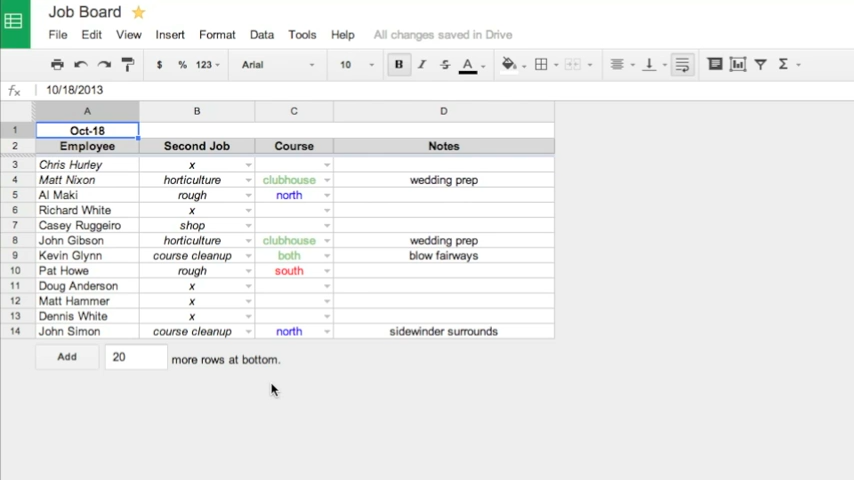 Job Board
File Edit View Insert Format Data Tools Help All changes saved in Drive
$ % 123 Arial 10 B I S A Σ
fx 10/18/2013
A B C D
1 Oct-18
2 Employee Second Job Course Notes
3 Chris Hurley x
4 Matt Nixon horticulture clubhouse wedding prep
5 Al Maki rough north
6 Richard White x
7 Casey Ruggeiro shop
8 John Gibson horticulture clubhouse wedding prep
9 Kevin Glynn course cleanup both blow fairways
10 Pat Howe rough south
11 Doug Anderson x
12 Matt Hammer x
13 Dennis White x
14 John Simon course cleanup north sidewinder surrounds
Add 20 more rows at bottom.